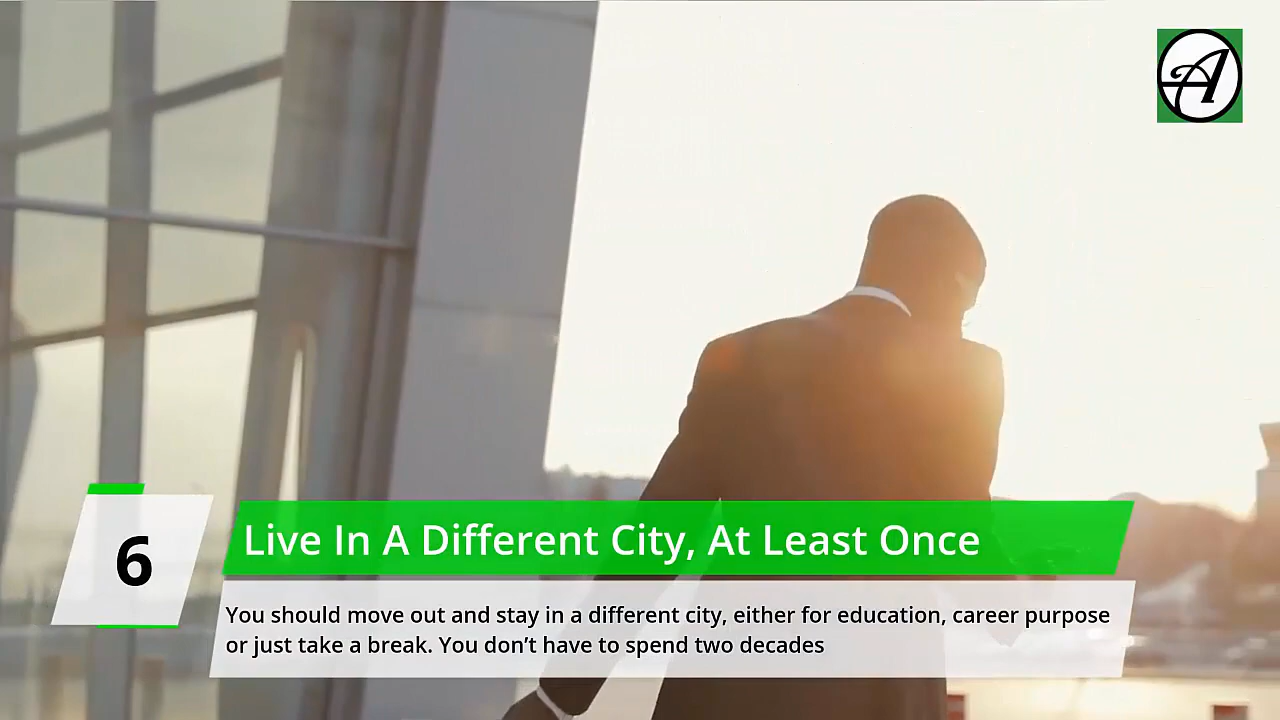 A
6
Live In A Different City, At Least Once
You should move out and stay in a different city, either for education, career purpose
or just take a break. You don’t have to spend two decades